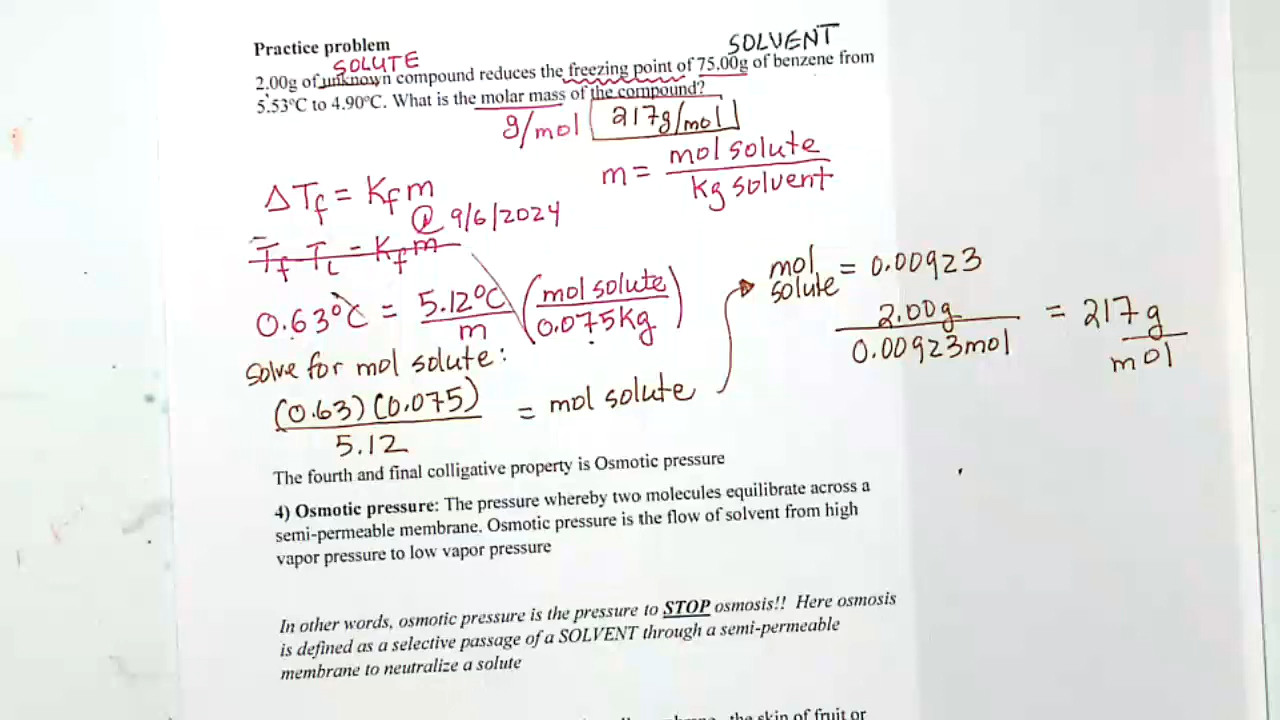 Practice problem
SOLUTE SOLVENT
2.00g of unknown compound reduces the freezing point of 75.00g of benzene from
5.53°C to 4.90°C. What is the molar mass of the compound?
g/mol 217g/mol
m = mol solute / kg solvent
ΔTf = Kf m
@ 9/6/2024
Tf Ti = Kf m
0.63°C = 5.12°C / m (mol solute / 0.075Kg)
mol solute = 0.00923
2.00g / 0.00923mol = 217g / mol
Solve for mol solute:
(0.63)(0.075) / 5.12 = mol solute
The fourth and final colligative property is Osmotic pressure
4) Osmotic pressure: The pressure whereby two molecules equilibrate across a
semi-permeable membrane. Osmotic pressure is the flow of solvent from high
vapor pressure to low vapor pressure
In other words, osmotic pressure is the pressure to STOP osmosis!! Here osmosis
is defined as a selective passage of a SOLVENT through a semi-permeable
membrane to neutralize a solute
the skin of fruit or